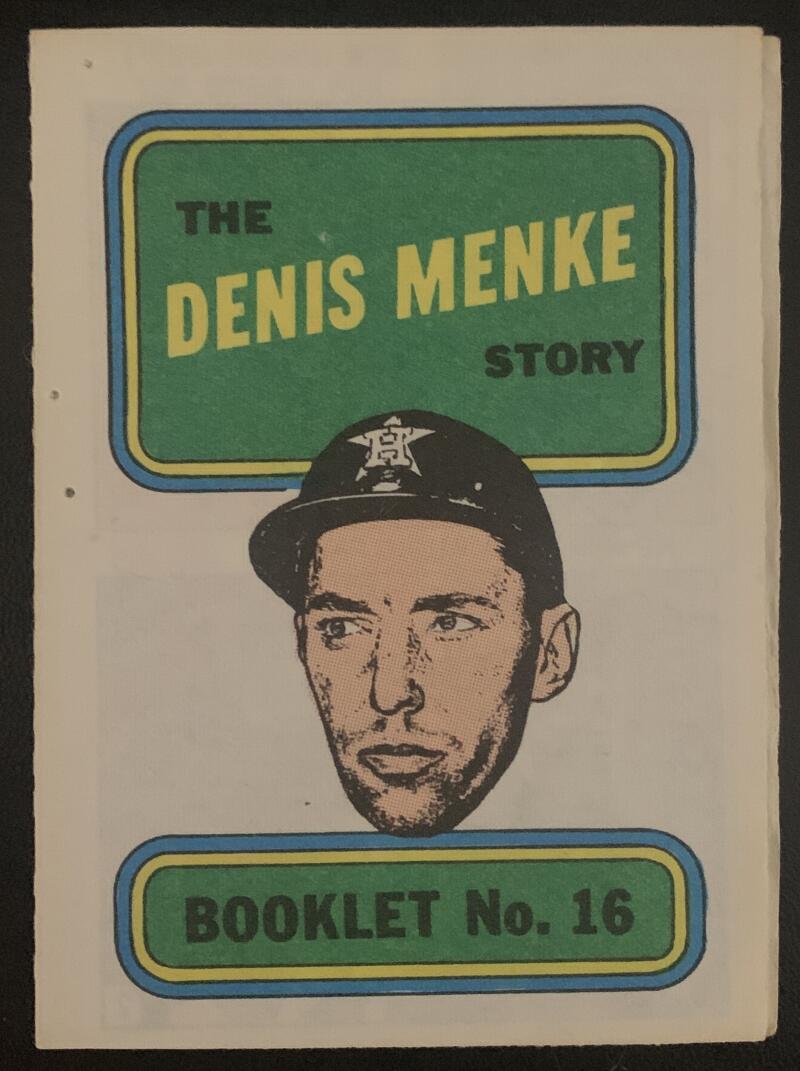 THE
DENIS MENKE
STORY
H
BOOKLET No. 16